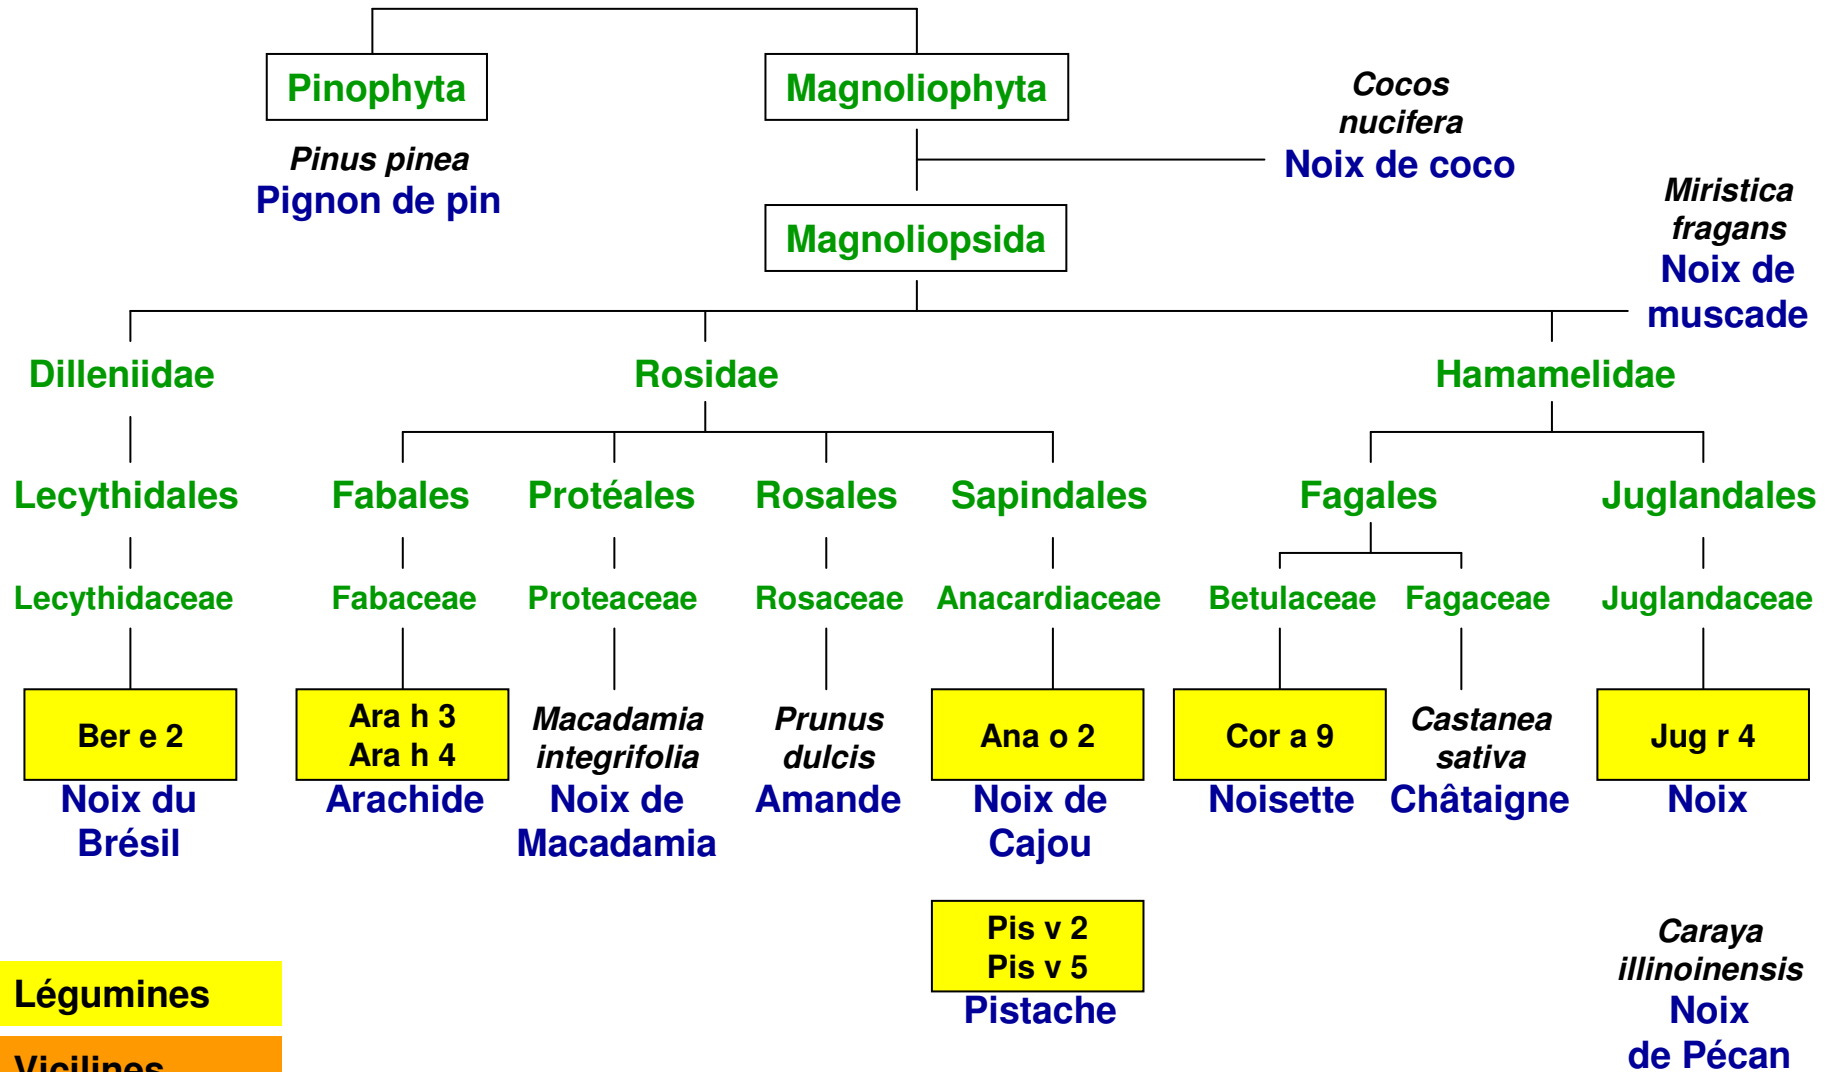 Pinophyta
Magnoliophyta
Cocos
nucifera
Noix de coco
Pinus pinea
Pignon de pin
Miristica
fragans
Noix de
muscade
Magnoliopsida
Dilleniidae
Rosidae
Hamamelidae
Lecythidales
Fabales
Protéales
Rosales
Sapindales
Fagales
Juglandales
Lecythidaceae
Fabaceae
Proteaceae
Rosaceae
Anacardiaceae
Betulaceae
Fagaceae
Juglandaceae
Ber e 2
Noix du
Brésil
Ara h 3
Ara h 4
Arachide
Macadamia
integrifolia
Noix de
Macadamia
Prunus
dulcis
Amande
Ana o 2
Noix de
Cajou
Cor a 9
Noisette
Castanea
sativa
Châtaigne
Jug r 4
Noix
Pis v 2
Pis v 5
Pistache
Caraya
illinoinensis
Noix
de Pécan
Légumines
Vicilines